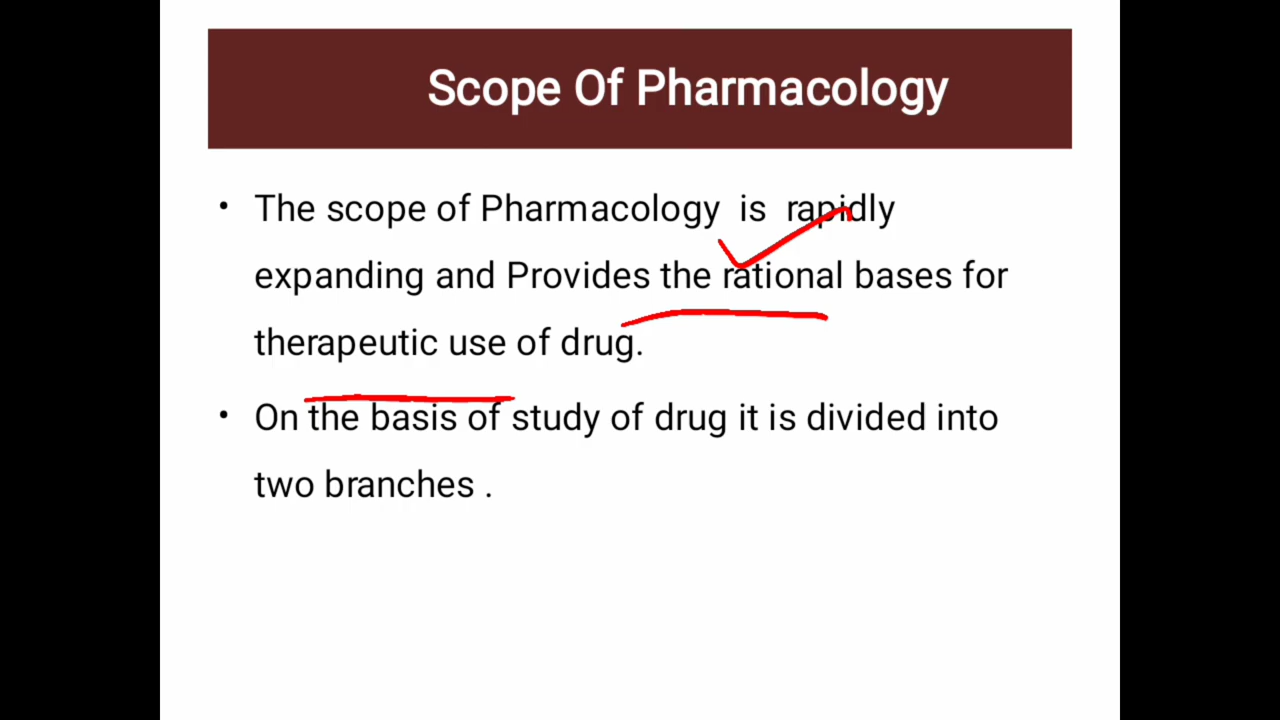 Scope Of Pharmacology
• The scope of Pharmacology is rapidly
expanding and Provides the rational bases for
therapeutic use of drug.
• On the basis of study of drug it is divided into
two branches .